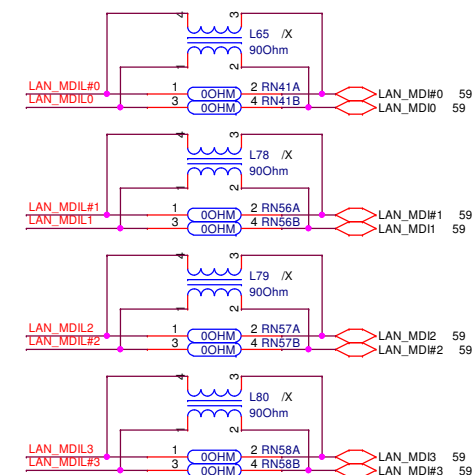 4 3
L65 /X
90Ohm
1 2
LAN_MDIL#0 1 0OHM 2 RN41A LAN_MDI#0 59
LAN_MDIL0 3 0OHM 4 RN41B LAN_MDI0 59
4 3
L78 /X
90Ohm
1 2
LAN_MDIL#1 1 0OHM 2 RN56A LAN_MDI#1 59
LAN_MDIL1 3 0OHM 4 RN56B LAN_MDI1 59
4 3
L79 /X
90Ohm
1 2
LAN_MDIL2 1 0OHM 2 RN57A LAN_MDI2 59
LAN_MDIL#2 3 0OHM 4 RN57B LAN_MDI#2 59
4 3
L80 /X
90Ohm
1 2
LAN_MDIL3 1 0OHM 2 RN58A LAN_MDI3 59
LAN_MDIL#3 3 0OHM 4 RN58B LAN_MDI#3 59